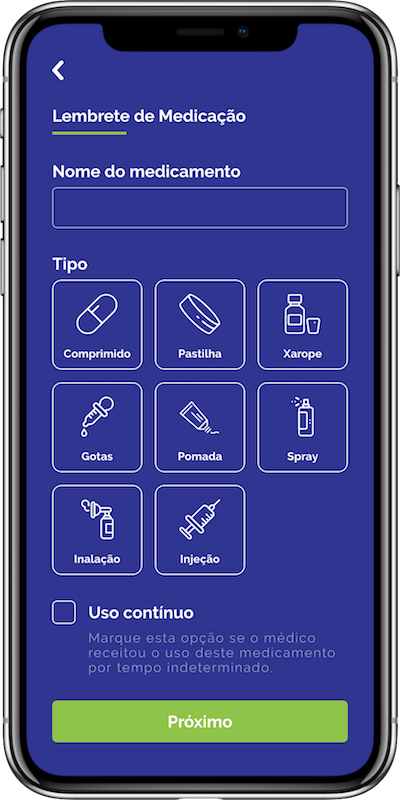 Lembrete de Medicação
Nome do medicamento
Tipo
Comprimido
Pastilha
Xarope
Gotas
Pomada
Spray
Inalação
Injeção
Uso contínuo
Marque esta opção se o médico
receitou o uso deste medicamento
por tempo indeterminado.
Próximo